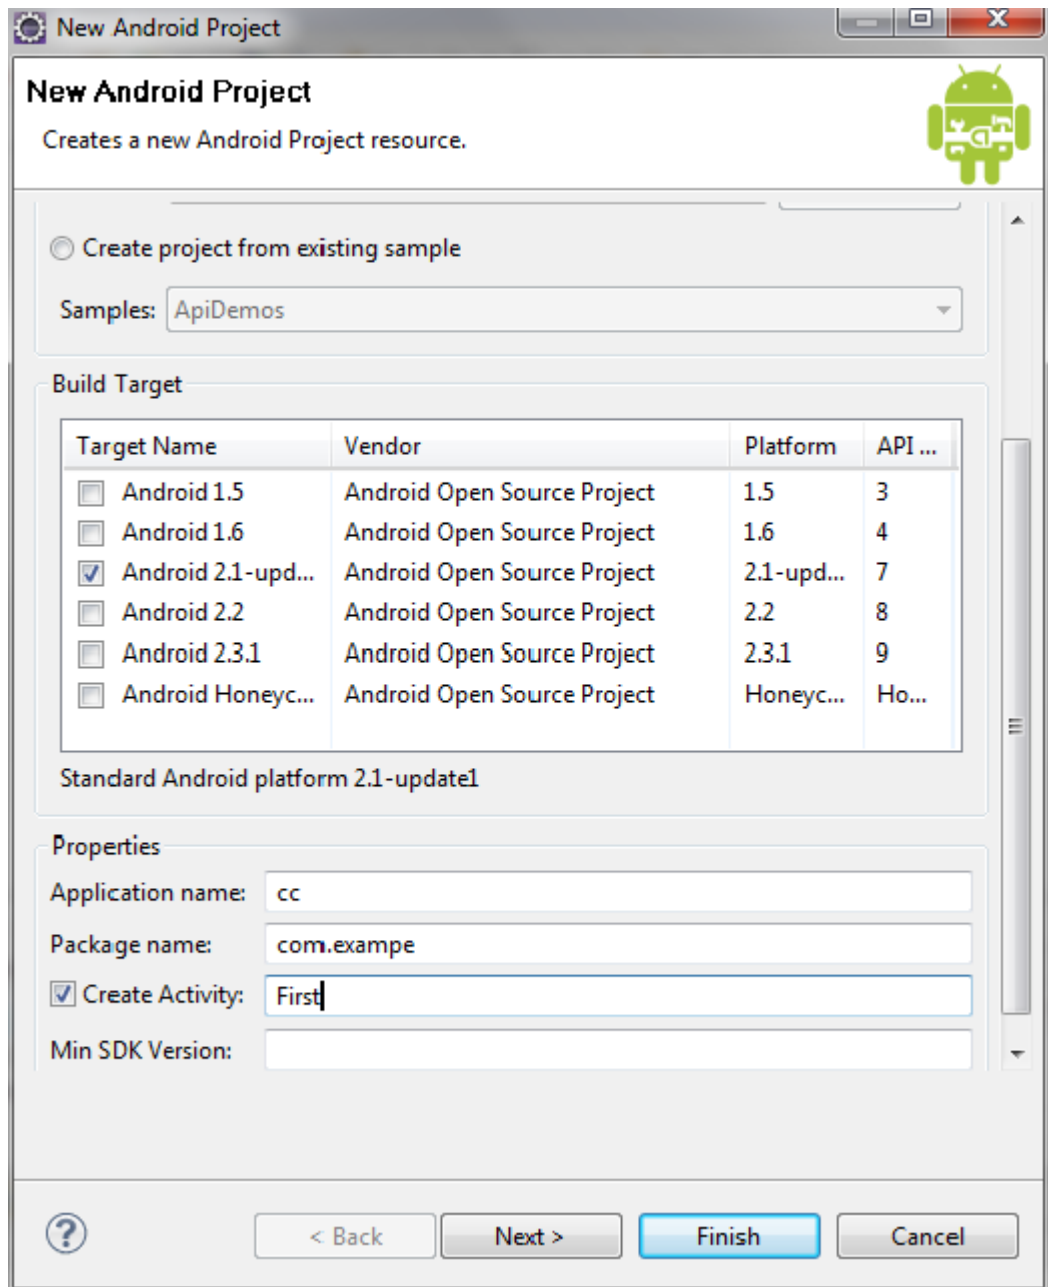 New Android Project
New Android Project
Creates a new Android Project resource.
Create project from existing sample
Samples: ApiDemos
Build Target
Target Name Vendor Platform API ...
Android 1.5 Android Open Source Project 1.5 3
Android 1.6 Android Open Source Project 1.6 4
Android 2.1-upd... Android Open Source Project 2.1-upd... 7
Android 2.2 Android Open Source Project 2.2 8
Android 2.3.1 Android Open Source Project 2.3.1 9
Android Honeyc... Android Open Source Project Honeyc... Ho...
Standard Android platform 2.1-update1
Properties
Application name: cc
Package name: com.exampe
Create Activity: First
Min SDK Version:
< Back Next > Finish Cancel